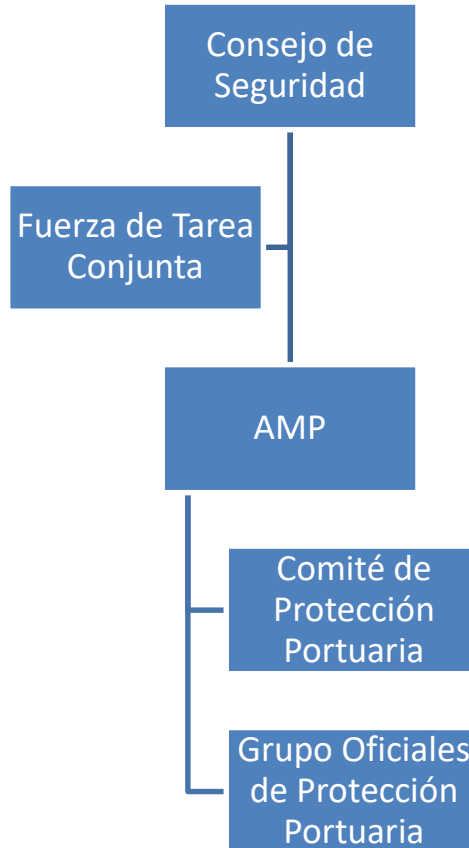 Consejo de
Seguridad
Fuerza de Tarea
Conjunta
AMP
Comité de
Protección
Portuaria
Grupo Oficiales
de Protección
Portuaria